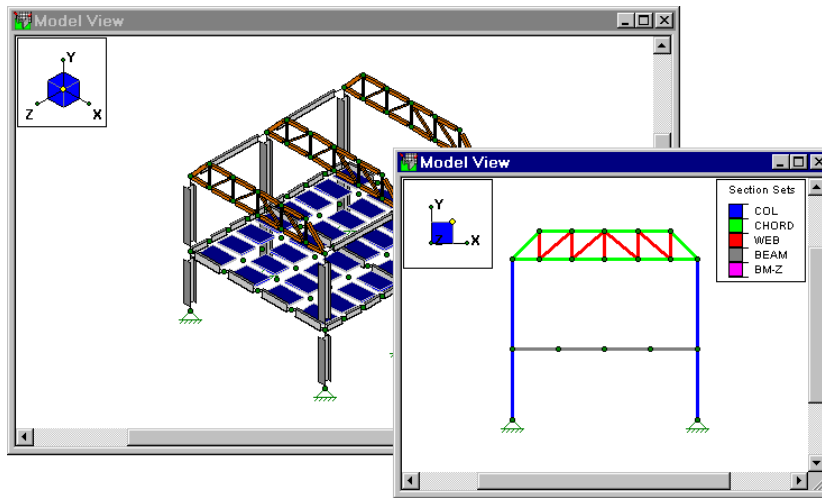 Model View
Y
Z
X
Model View
Y
Z
X
Section Sets
COL
CHORD
WEB
BEAM
BM-Z